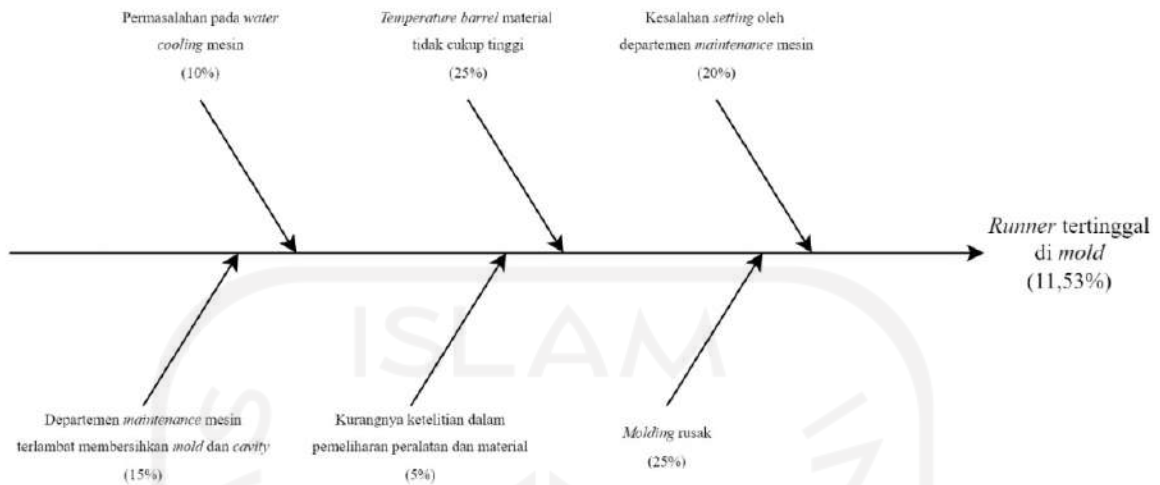 Permasalahan pada water
cooling mesin
(10%)
Temperature barrel material
tidak cukup tinggi
(25%)
Kesalahan setting oleh
departemen maintenance mesin
(20%)
Runner tertinggal
di mold
(11,53%)
ISLAM
Departemen maintenance mesin
terlambat membersihkan mold dan cavity
(15%)
Kurangnya ketelitian dalam
pemeliharan peralatan dan material
(5%)
Molding rusak
(25%)